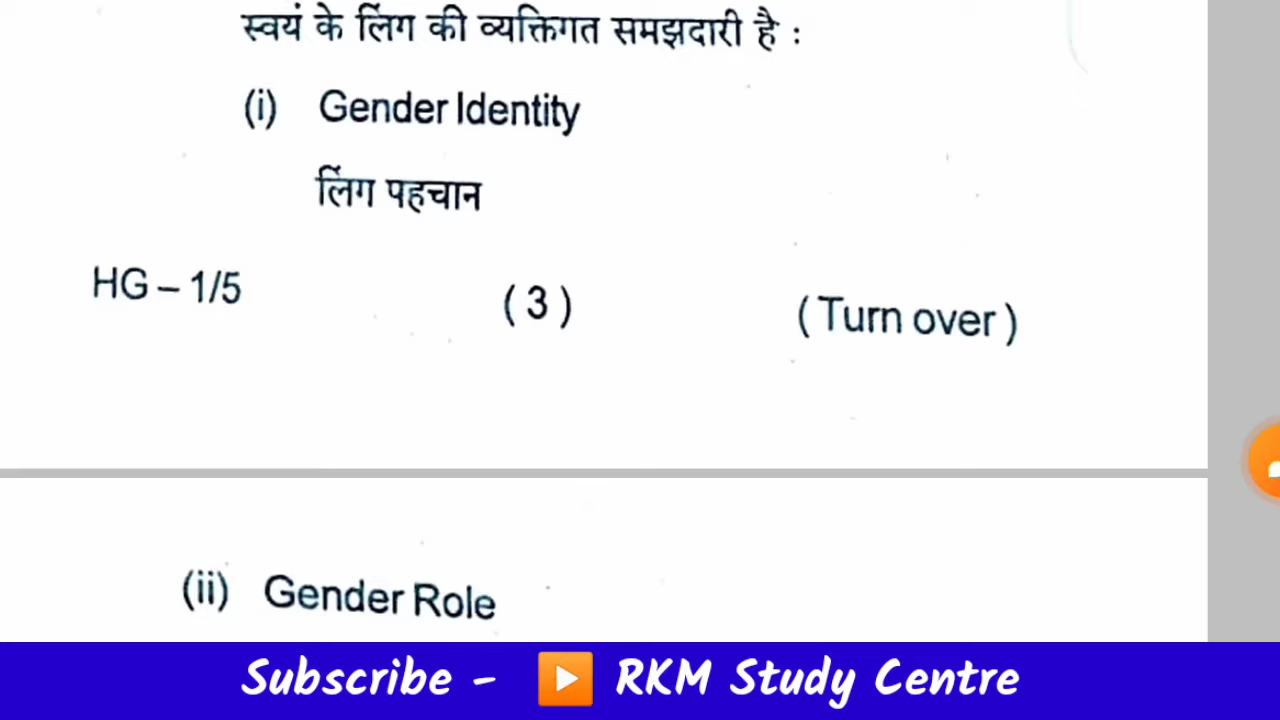 स्वयं के लिंग की व्यक्तिगत समझदारी है :
(i) Gender Identity
लिंग पहचान
HG – 1/5 (3) (Turn over)
(ii) Gender Role
Subscribe - ▶ RKM Study Centre